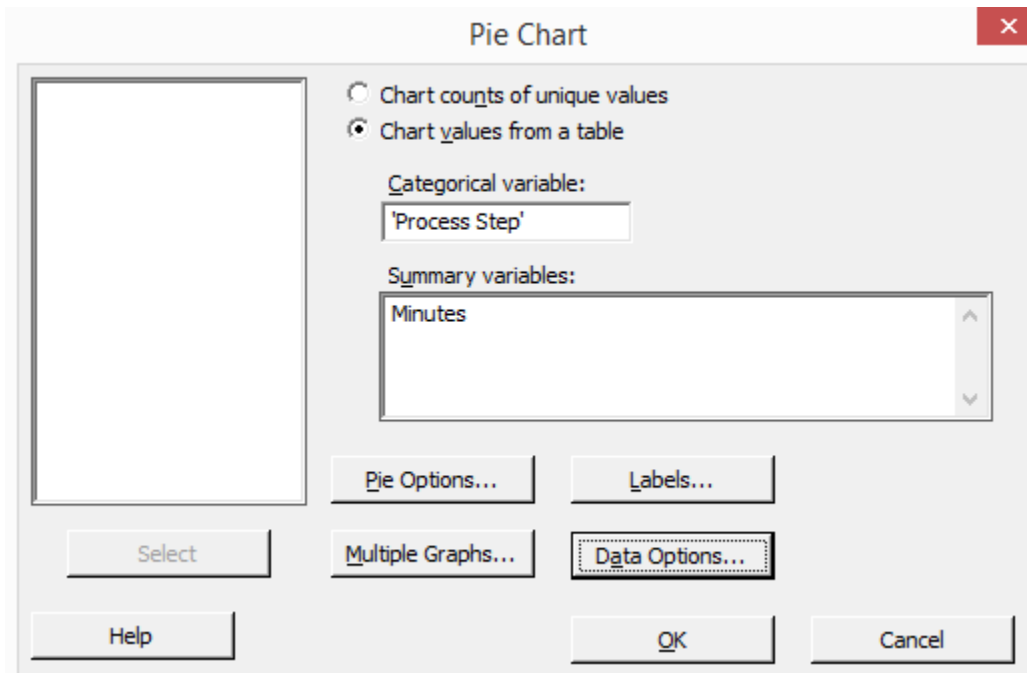 Pie Chart
Chart counts of unique values
Chart values from a table
Categorical variable:
'Process Step'
Summary variables:
Minutes
Pie Options...
Labels...
Select
Multiple Graphs...
Data Options...
Help
OK
Cancel